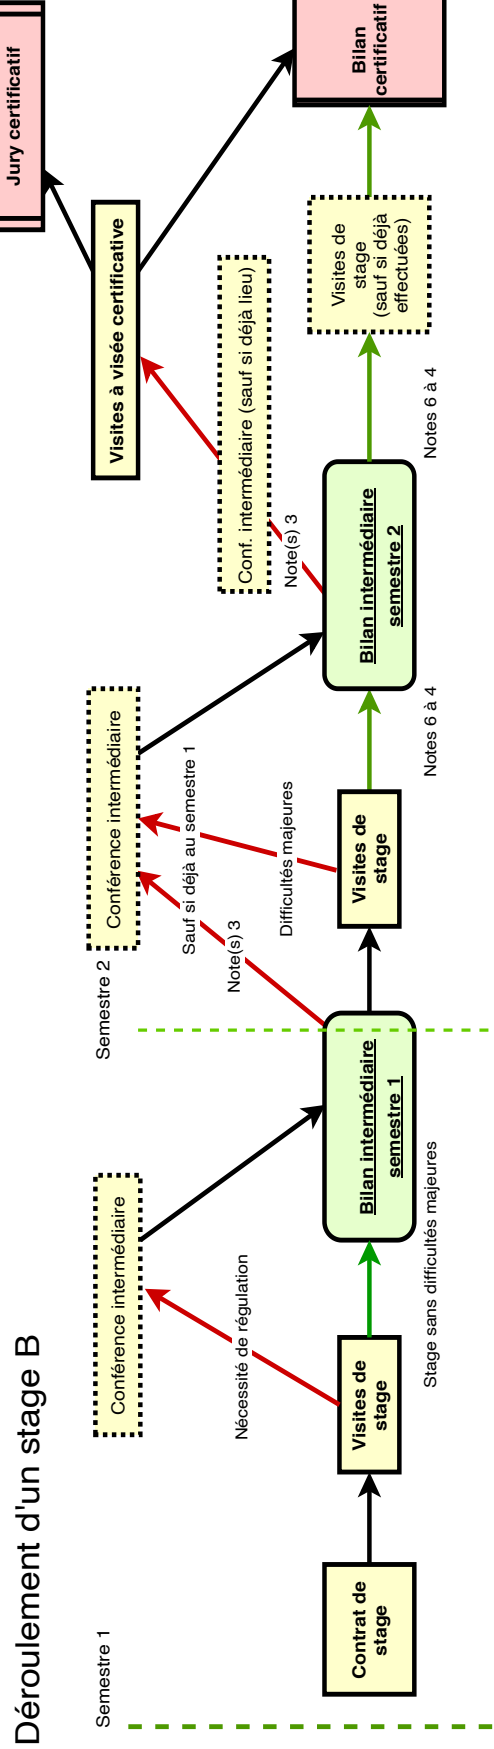 Déroulement d'un stage B
Semestre 1
Contrat de
stage
Visites de
stage
Nécessité de régulation
Conférence intermédiaire
Stage sans difficultés majeures
Bilan intermédiaire
semestre 1
Semestre 2
Note(s) 3
Sauf si déjà au semestre 1
Conférence intermédiaire
Visites de
stage
Difficultés majeures
Notes 6 à 4
Bilan intermédiaire
semestre 2
Note(s) 3
Conf. intermédiaire (sauf si déjà lieu)
Visites à visée certificative
Jury certificatif
Notes 6 à 4
Visites de
stage
(sauf si déjà
effectuées)
Bilan
certificatif